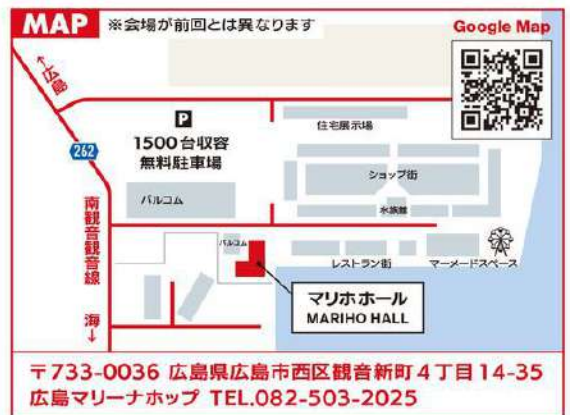 MAP ※会場が前回とは異なります
Google Map
←広島
P
1500台収容
無料駐車場
住宅展示場
262
ショップ街
バルコム
水族館
南観音観音線
バルコム
レストラン街
マーメードスペース
マリホホール
MARIHO HALL
海→
〒733-0036 広島県広島市西区観音新町4丁目14-35
広島マリーナホップ TEL.082-503-2025